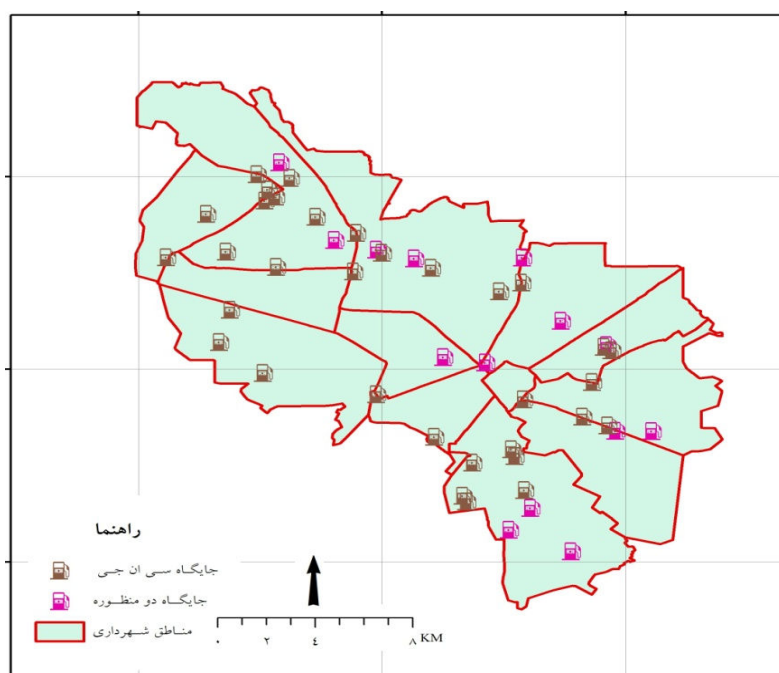 راهنما
جایگاه سی ان جی
جایگاه دو منظوره
مناطق شهرداری
۰ ۲ ۴ ۸ KM